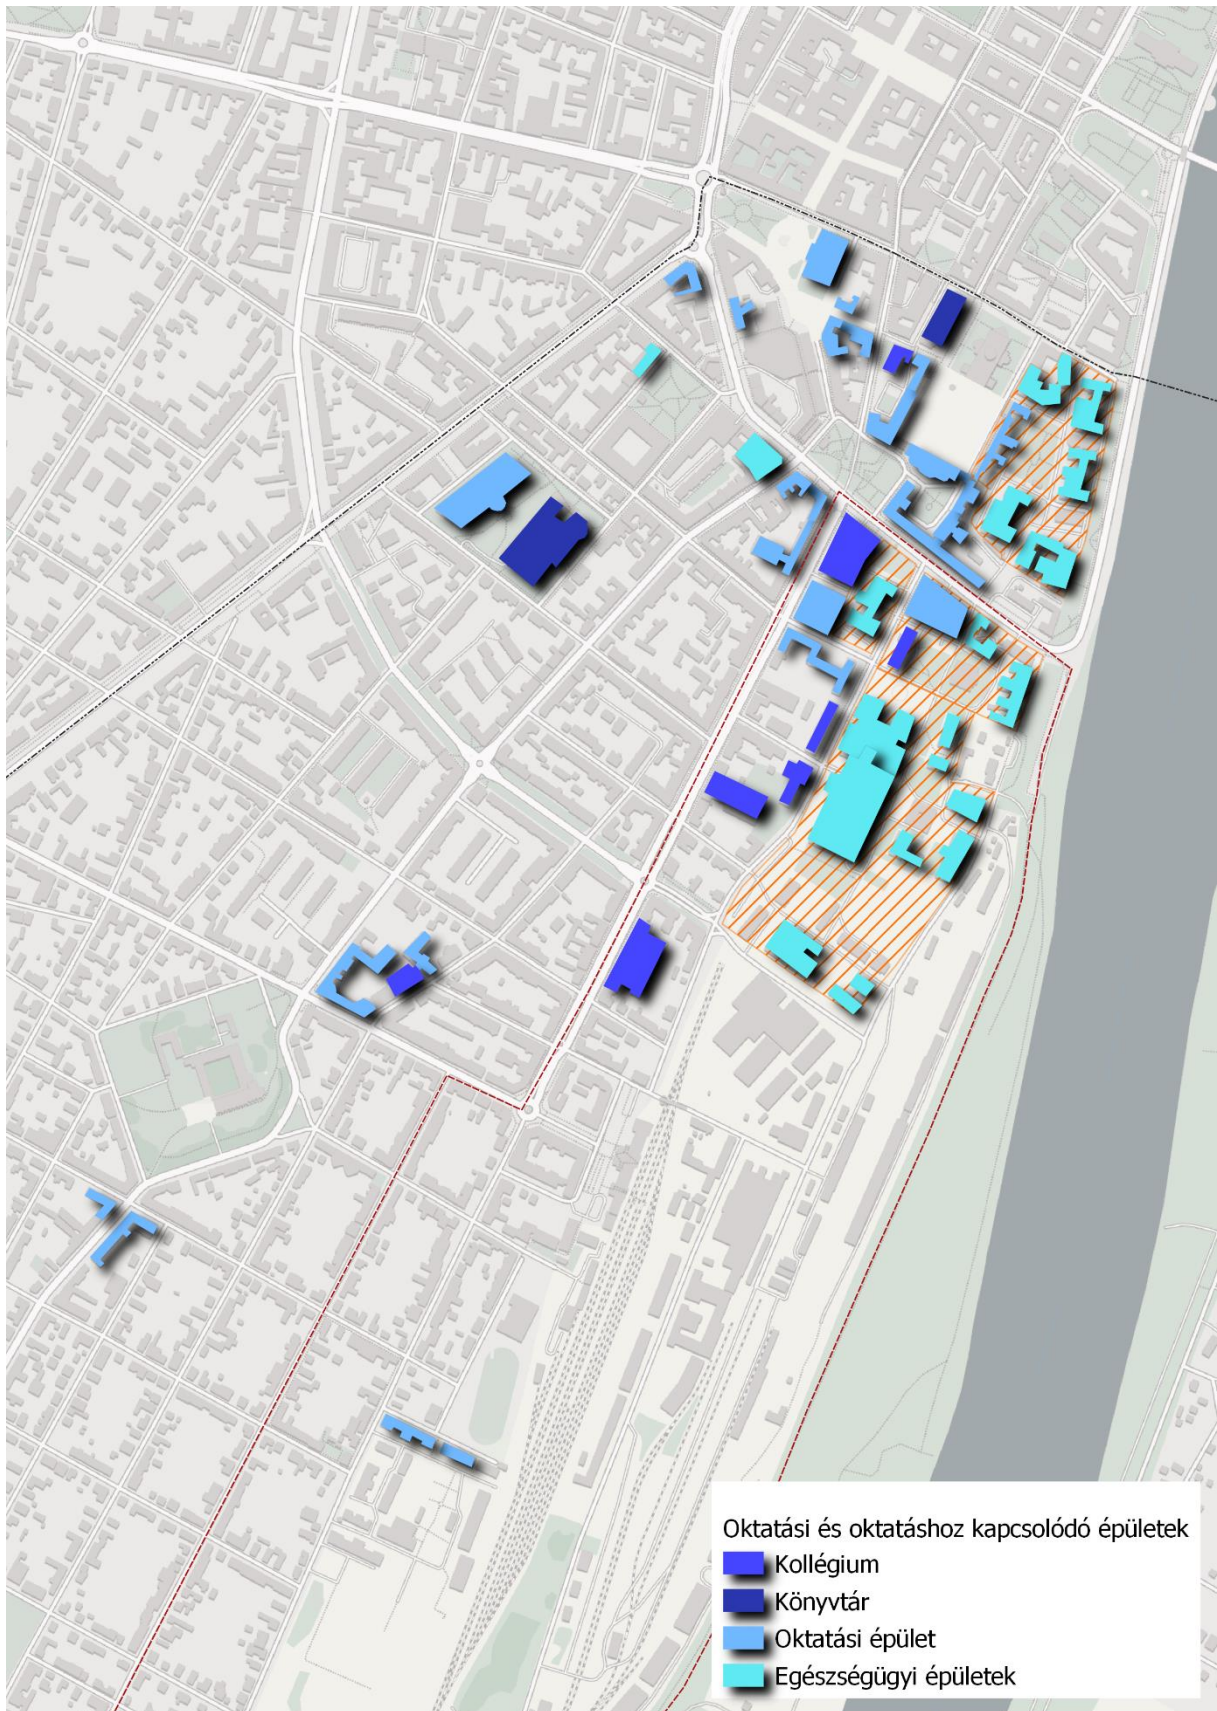 Oktatási és oktatáshoz kapcsolódó épületek
Kollégium
Könyvtár
Oktatási épület
Egészségügyi épületek